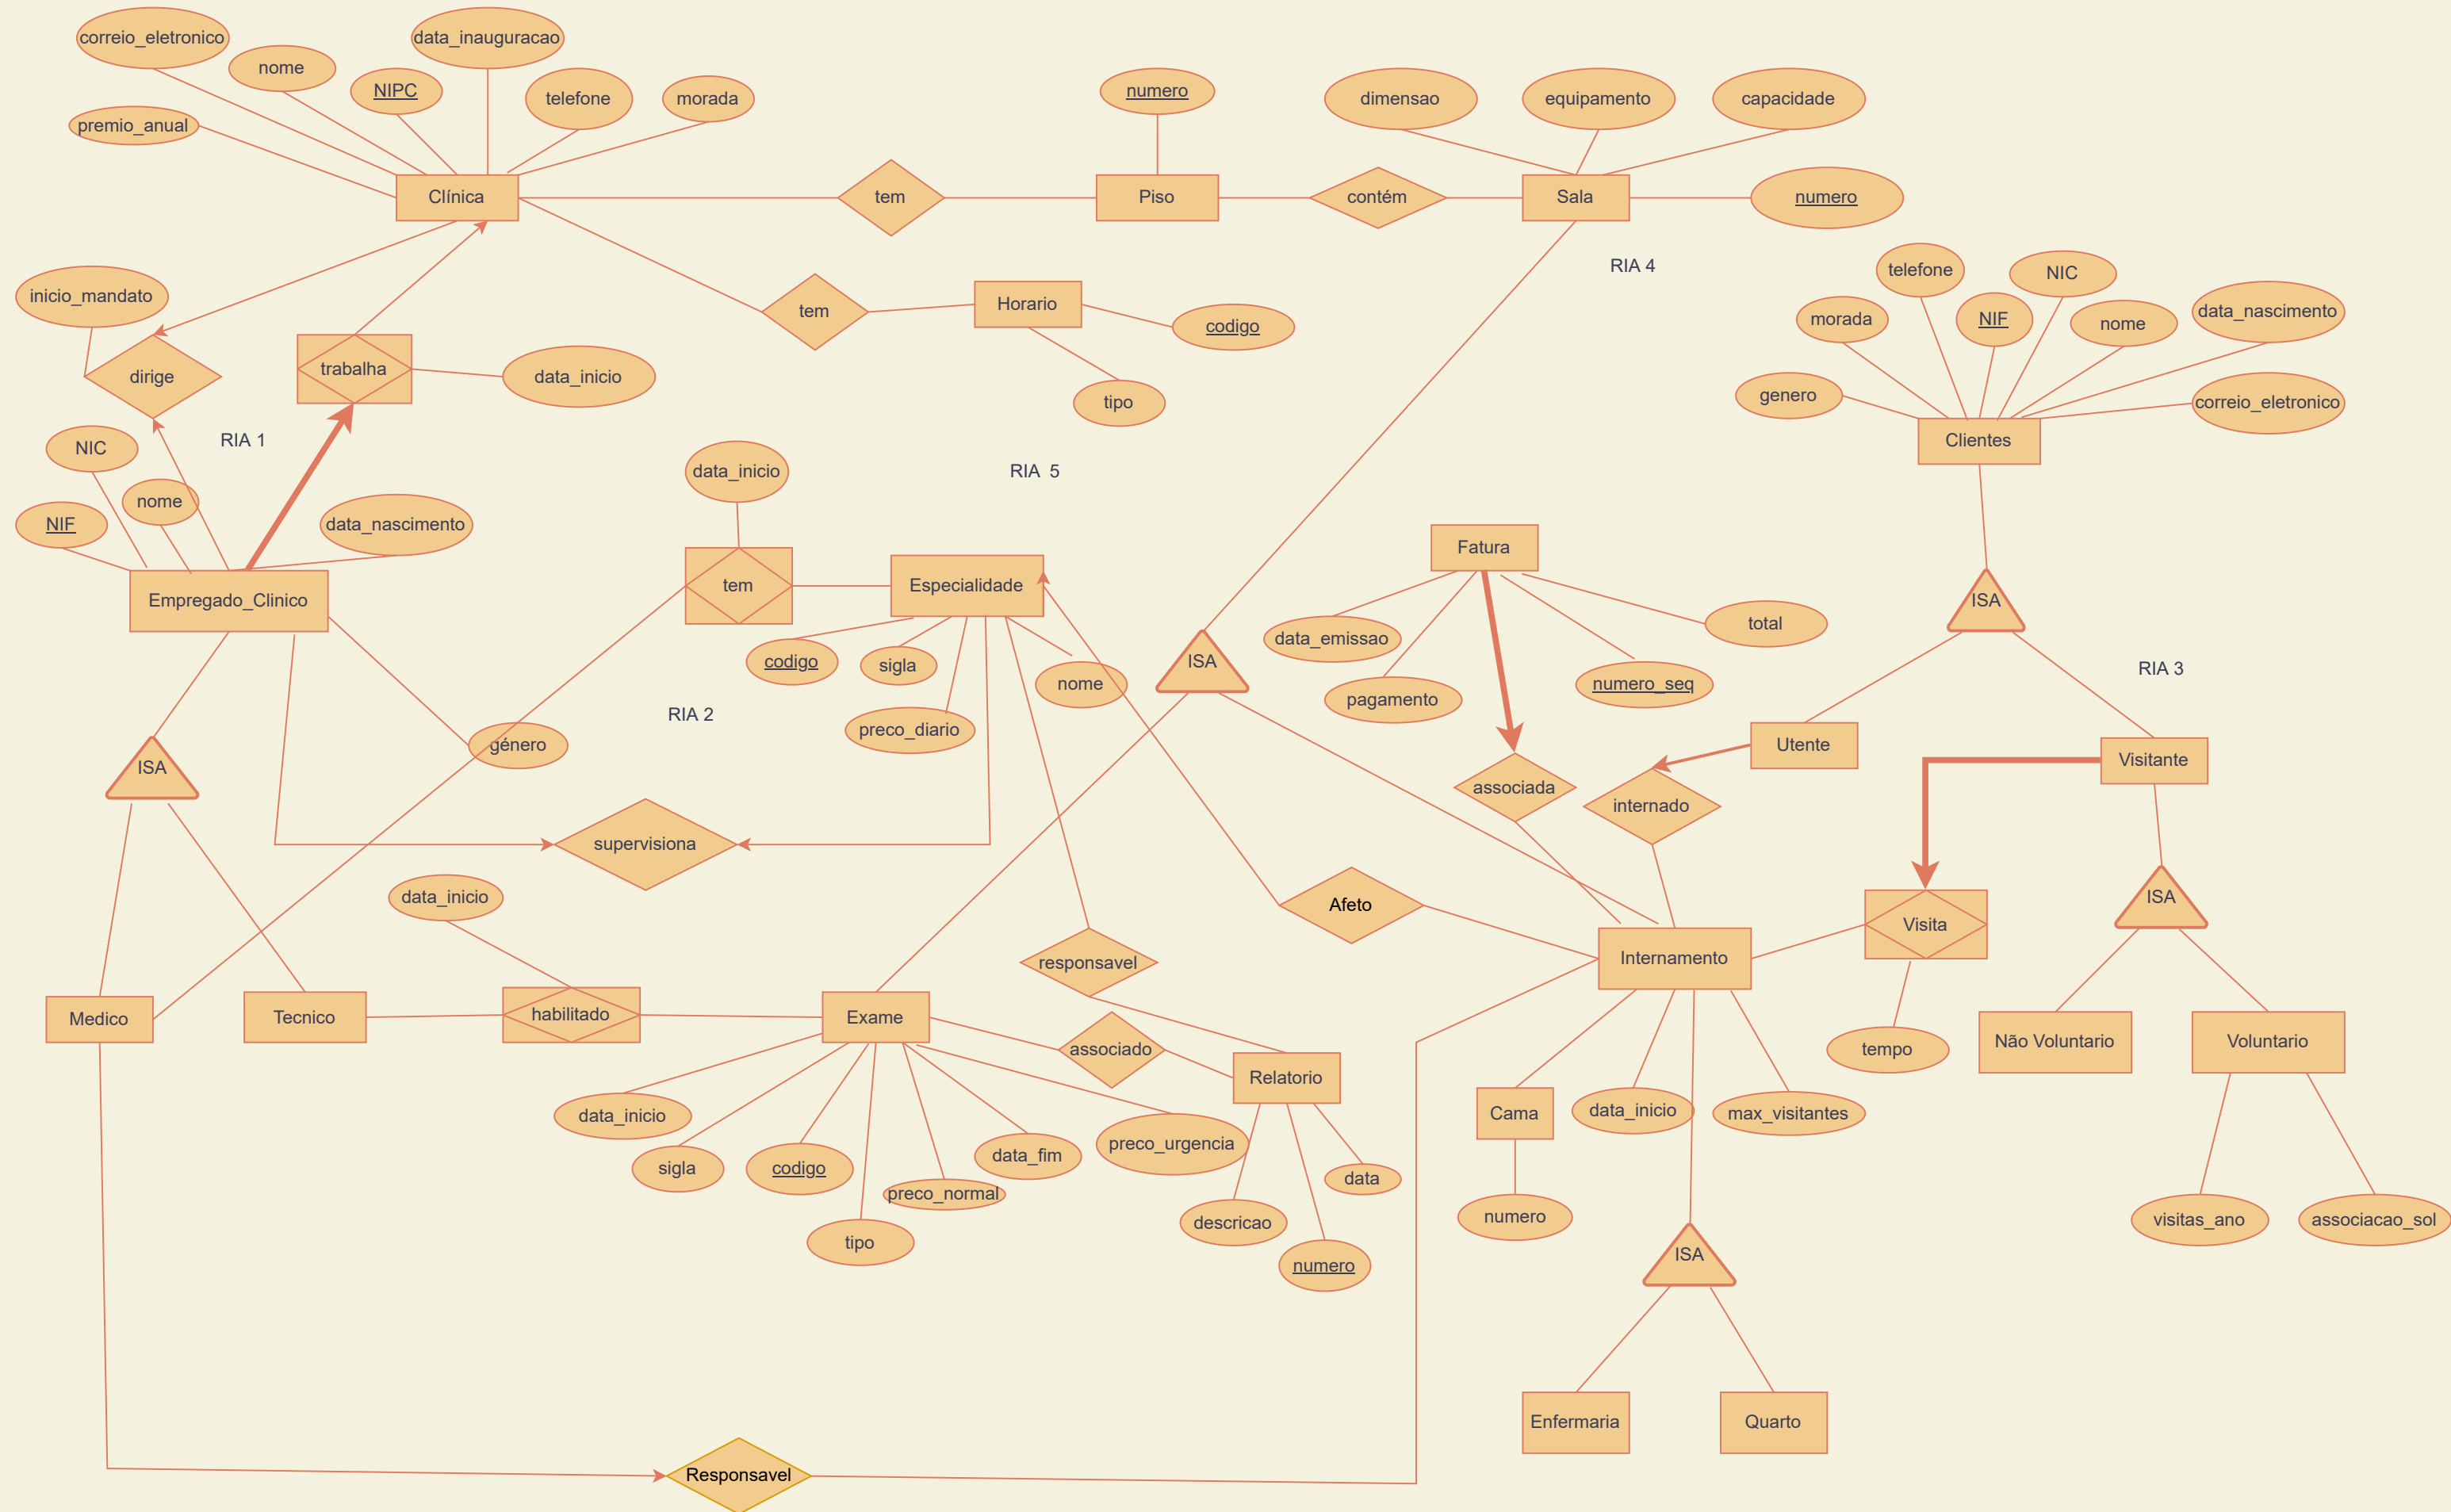 correio_eletronico
data_inauguracao
nome
NIPC
telefone
morada
premio_anual
numero
dimensao
equipamento
capacidade
Clínica
tem
Piso
contém
Sala
numero
RIA 4
telefone
NIC
inicio_mandato
tem
Horario
codigo
morada
NIF
nome
data_nascimento
dirige
trabalha
data_inicio
tipo
genero
correio_eletronico
RIA 1
Clientes
NIC
data_inicio
RIA  5
nome
NIF
data_nascimento
Fatura
tem
Especialidade
Empregado_Clinico
ISA
total
data_emissao
codigo
sigla
ISA
nome
numero_seq
RIA 3
pagamento
RIA 2
preco_diario
género
Utente
Visitante
ISA
associada
internado
supervisiona
data_inicio
Afeto
ISA
Visita
responsavel
Internamento
Medico
Tecnico
habilitado
Exame
associado
Relatorio
tempo
Não Voluntario
Voluntario
data_inicio
Cama
data_inicio
max_visitantes
preco_urgencia
sigla
codigo
data_fim
data
preco_normal
descricao
numero
visitas_ano
associacao_sol
tipo
numero
ISA
Enfermaria
Quarto
Responsavel